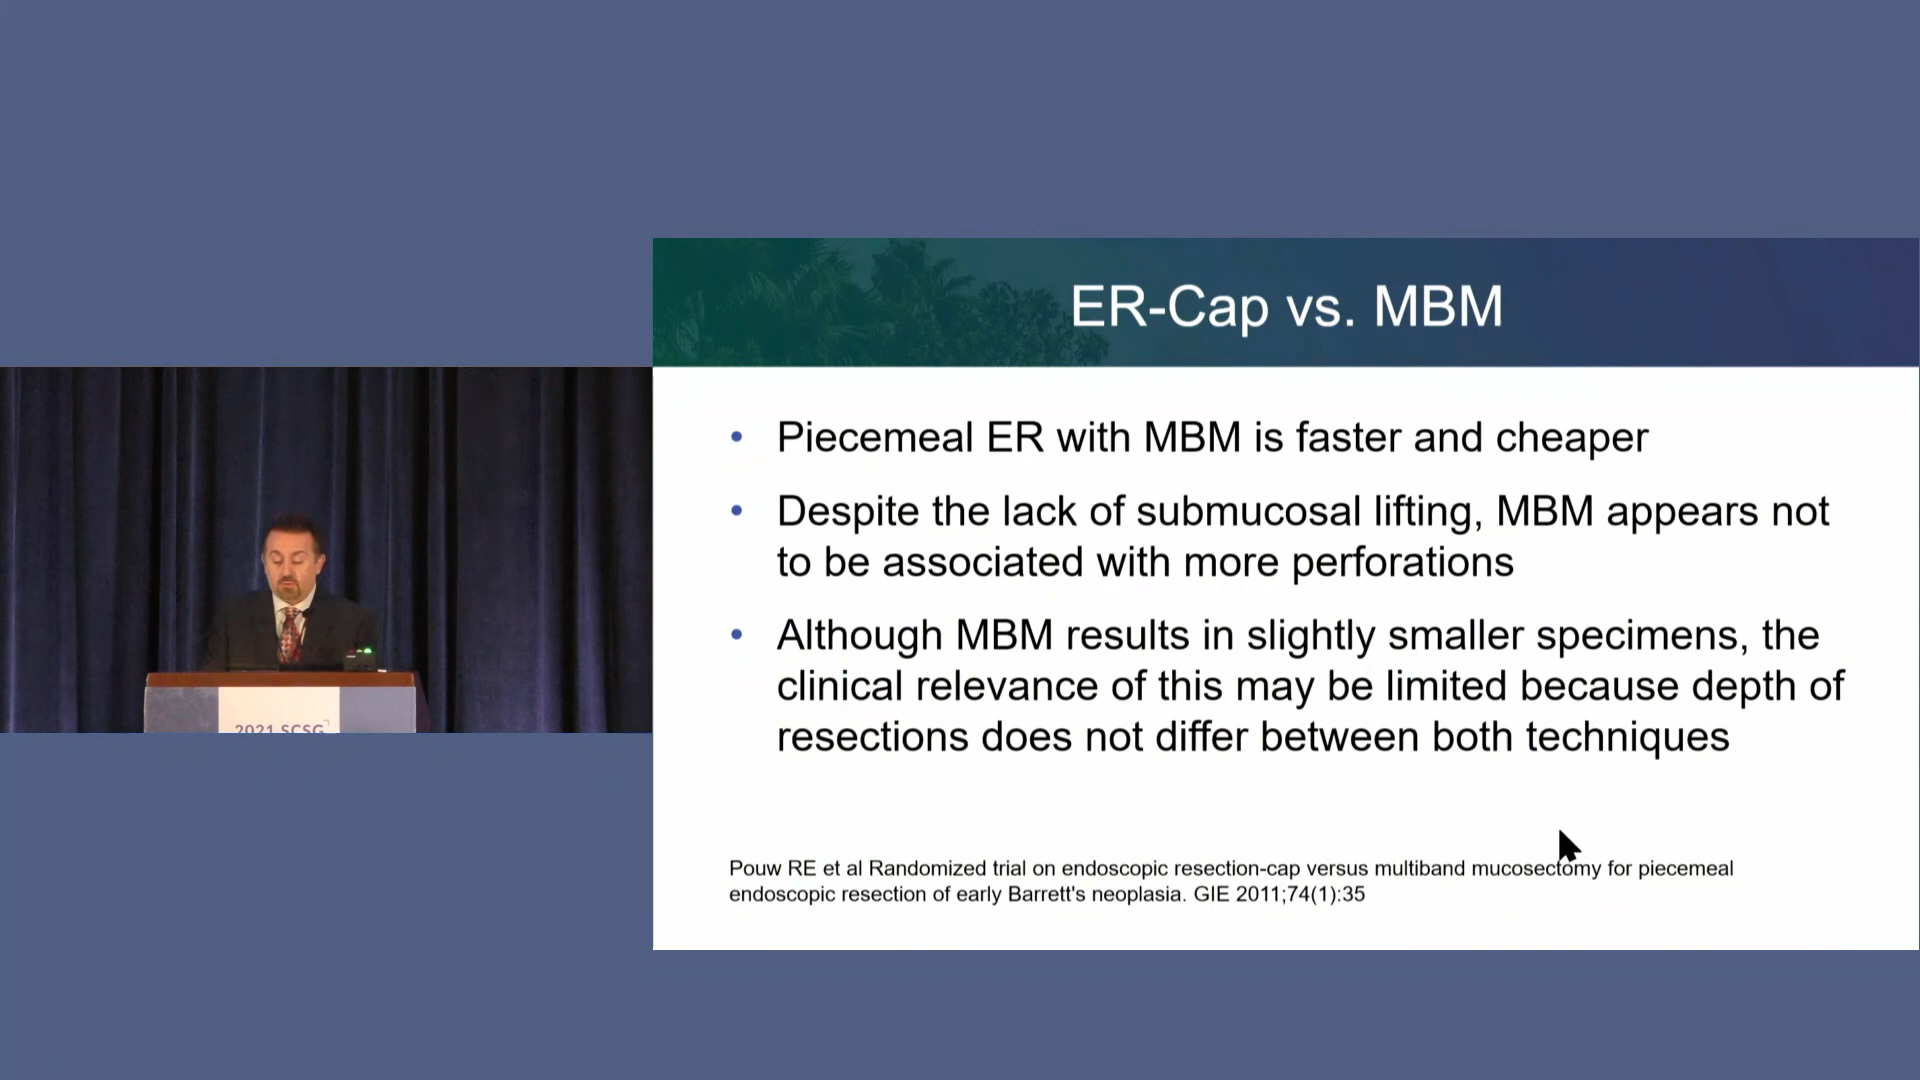 ER-Cap vs. MBM
• Piecemeal ER with MBM is faster and cheaper
• Despite the lack of submucosal lifting, MBM appears not
to be associated with more perforations
• Although MBM results in slightly smaller specimens, the
clinical relevance of this may be limited because depth of
resections does not differ between both techniques
Pouw RE et al Randomized trial on endoscopic resection-cap versus multiband mucosectomy for piecemeal
endoscopic resection of early Barrett's neoplasia. GIE 2011;74(1):35
2021 SCSG